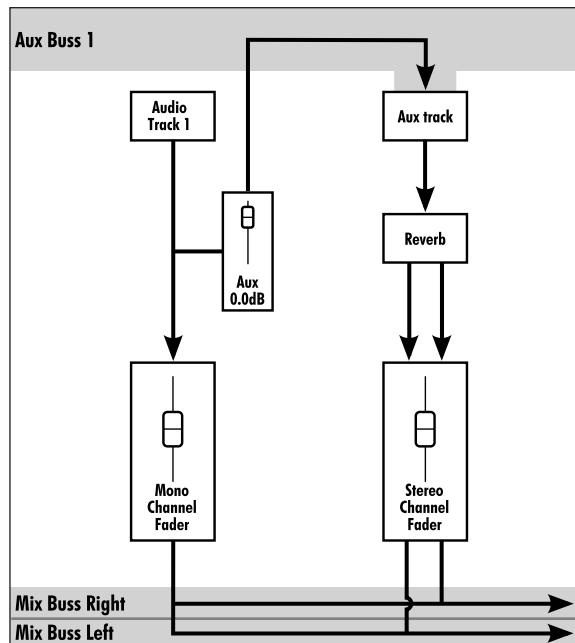 Aux Buss 1
Audio
Track 1
Aux track
Aux
0.0dB
Reverb
Mono
Channel
Fader
Stereo
Channel
Fader
Mix Buss Right
Mix Buss Left